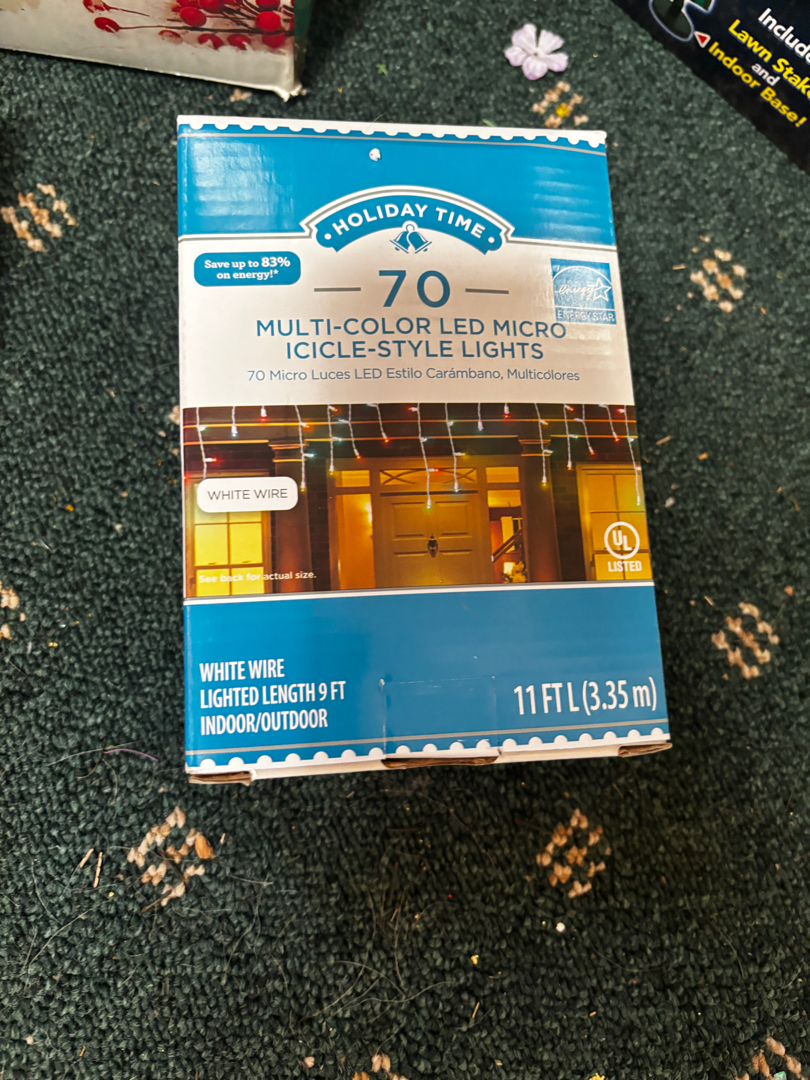 Include
Lawn Stake
and
Indoor Base!
HOLIDAY TIME
Save up to 83%
on energy!*
70
energy
ENERGY STAR
MULTI-COLOR LED MICRO
ICICLE-STYLE LIGHTS
70 Micro Luces LED Estilo Carámbano, Multicolores
WHITE WIRE
UL
LISTED
See back for actual size.
WHITE WIRE
LIGHTED LENGTH 9 FT
INDOOR/OUTDOOR
11 FT L (3.35 m)